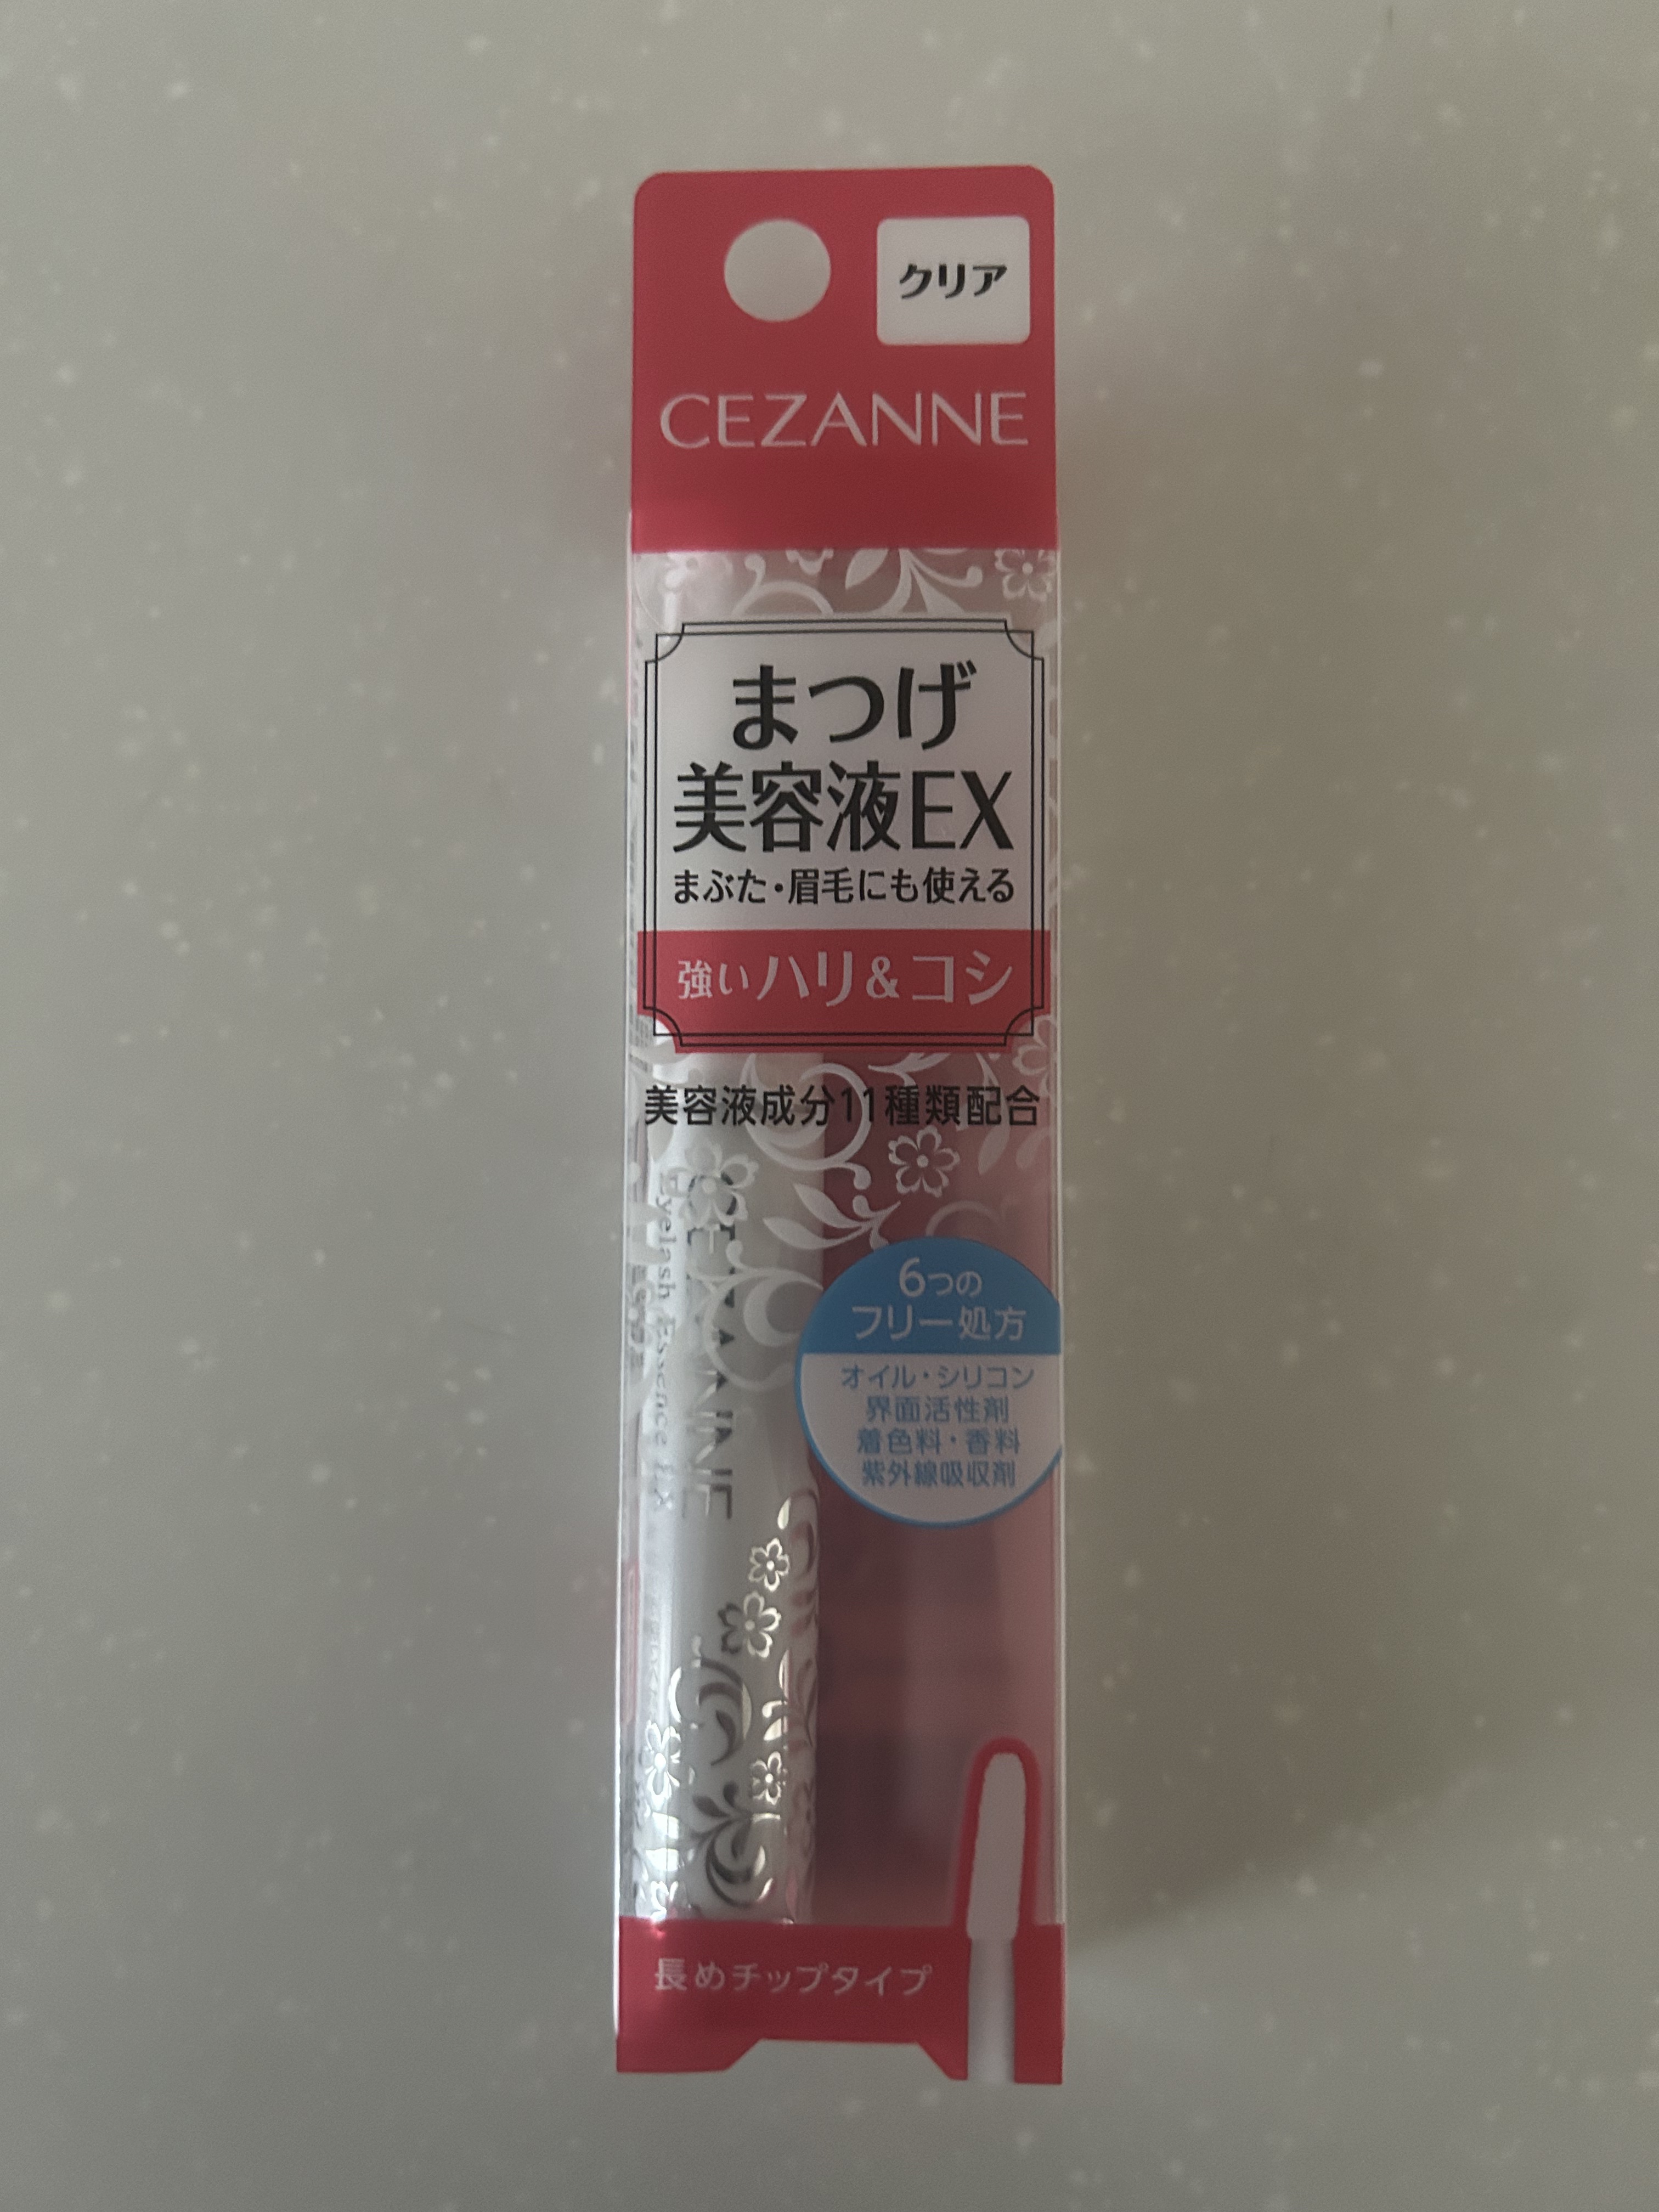 クリア
CEZANNE
まつげ
美容液EX
まぶた・眉毛にも使える
強いハリ&コシ
美容液成分11種類配合
CEZANNE
Eyelash Essence EX
6つの
フリー処方
オイル・シリコン
界面活性剤
着色料・香料
紫外線吸収剤
長めチップタイプ